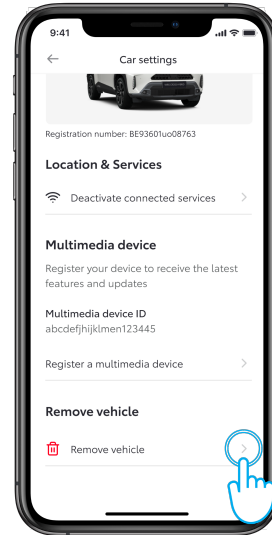 9:41
Car settings
Registration number: BE93601uo08763
Location & Services
Deactivate connected services
Multimedia device
Register your device to receive the latest
features and updates
Multimedia device ID
abcdefjhijklmen123445
Register a multimedia device
Remove vehicle
Remove vehicle